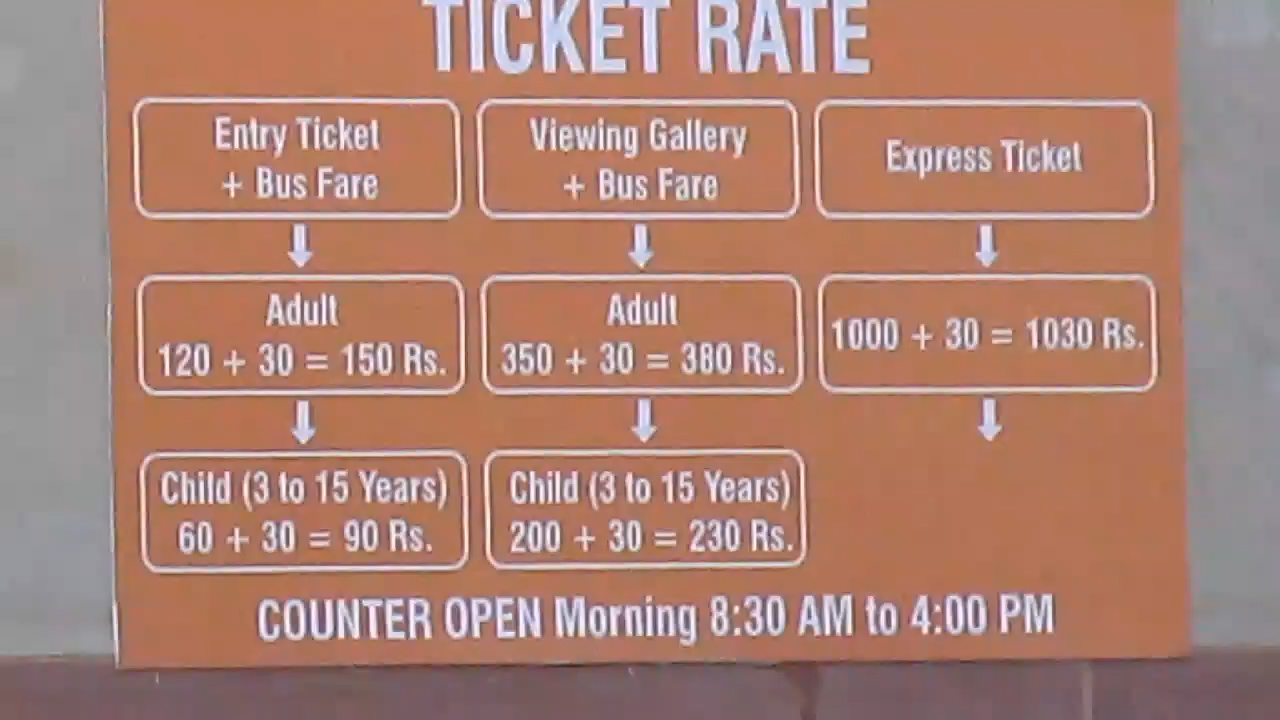 TICKET RATE
Entry Ticket
+ Bus Fare
Adult
120 + 30 = 150 Rs.
Child (3 to 15 Years)
60 + 30 = 90 Rs.
Viewing Gallery
+ Bus Fare
Adult
350 + 30 = 380 Rs.
Child (3 to 15 Years)
200 + 30 = 230 Rs.
Express Ticket
1000 + 30 = 1030 Rs.
COUNTER OPEN Morning 8:30 AM to 4:00 PM